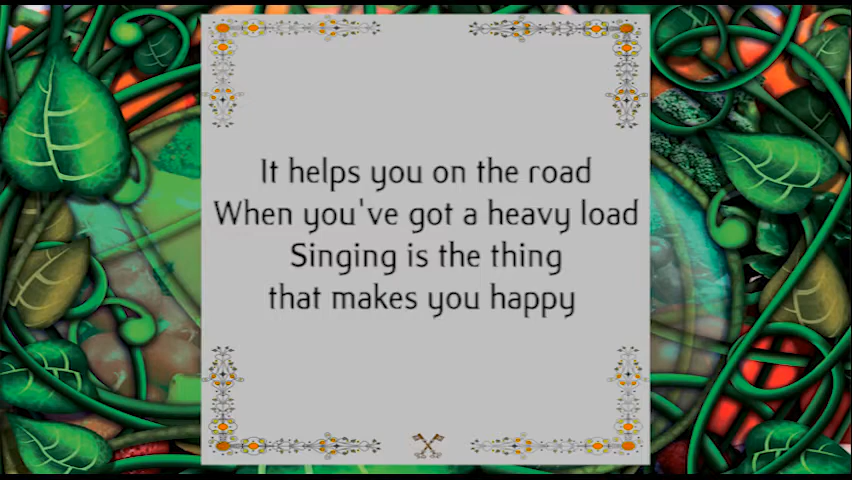 It helps you on the road
When you've got a heavy load
Singing is the thing
that makes you happy